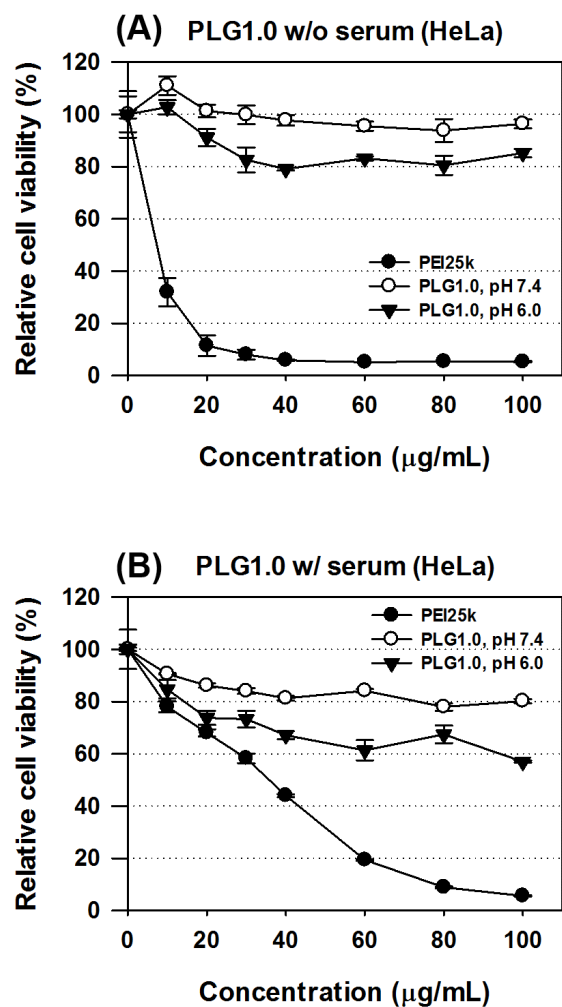 (A) PLG1.0 w/o serum (HeLa)
Relative cell viability (%)
120
100
80
60
40
20
0
PEI25k
PLG1.0, pH 7.4
PLG1.0, pH 6.0
0 20 40 60 80 100
Concentration (μg/mL)
(B) PLG1.0 w/ serum (HeLa)
Relative cell viability (%)
120
100
80
60
40
20
0
PEI25k
PLG1.0, pH 7.4
PLG1.0, pH 6.0
0 20 40 60 80 100
Concentration (μg/mL)